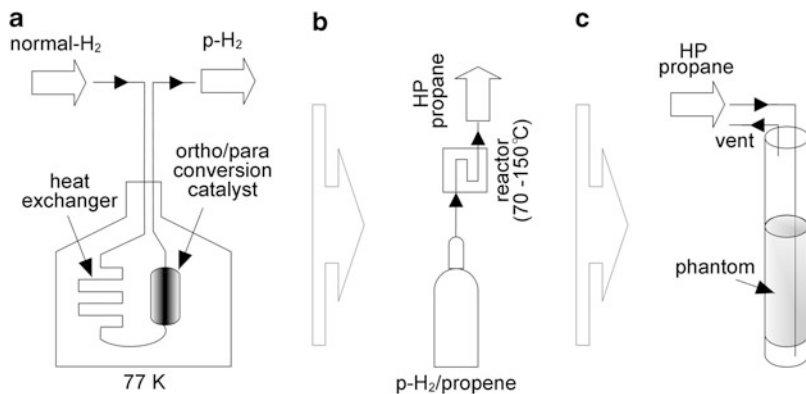 a
normal-H₂
p-H₂
heat
exchanger
ortho/para
conversion
catalyst
77 K
b
HP
propane
reactor
(70 -150°C)
p-H₂/propene
c
HP
propane
vent
phantom